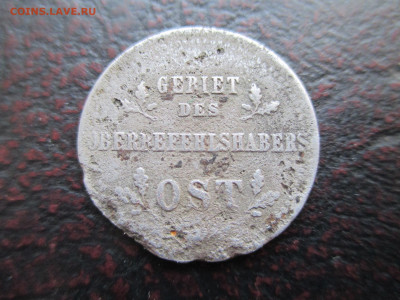 COINS.LAVE.RU
GEBIET
DES
OBERBEFEHLSHABERS
OST